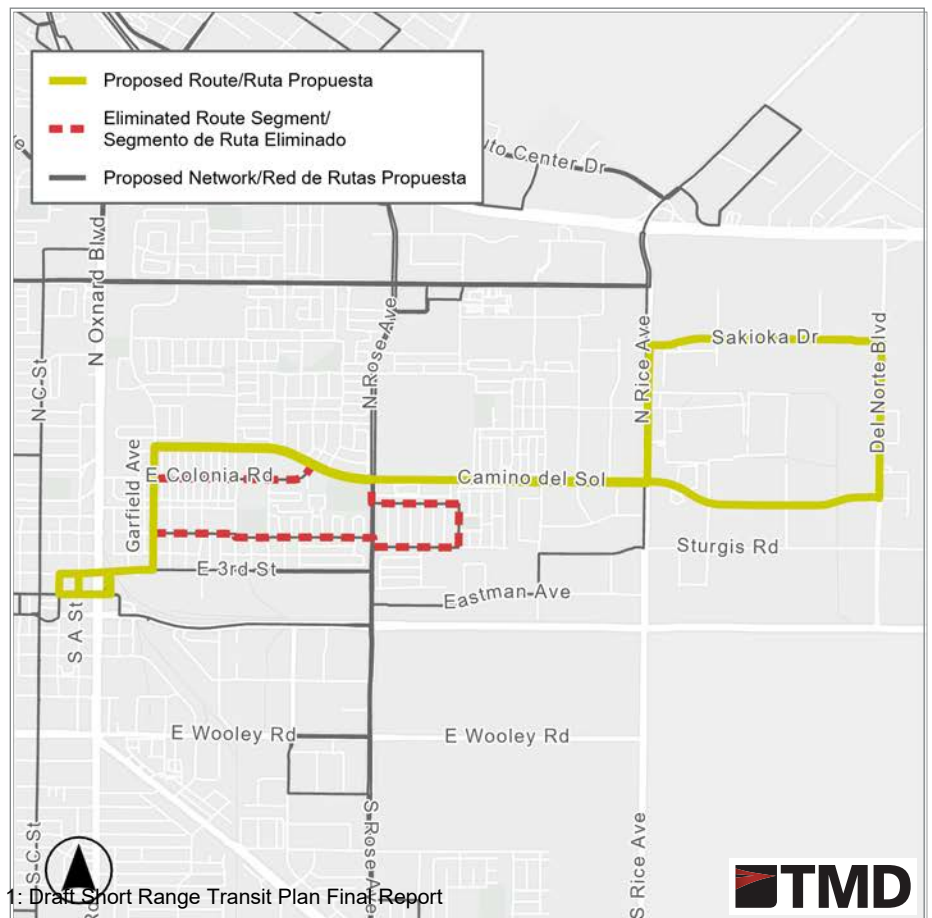 Proposed Route/Ruta Propuesta
Eliminated Route Segment/
Segmento de Ruta Eliminado
Proposed Network/Red de Rutas Propuesta
uto Center Dr
N Oxnard Blvd
N Rose Ave
N Rice Ave
Sakioka Dr
Del Norte Blvd
N C St
Garfield Ave
E Colonia Rd
Camino del Sol
Sturgis Rd
E 3rd St
Eastman Ave
S A St
E Wooley Rd
E Wooley Rd
S C St
S Rose Ave
S Rice Ave
Rd
1: Draft Short Range Transit Plan Final Report
TMD